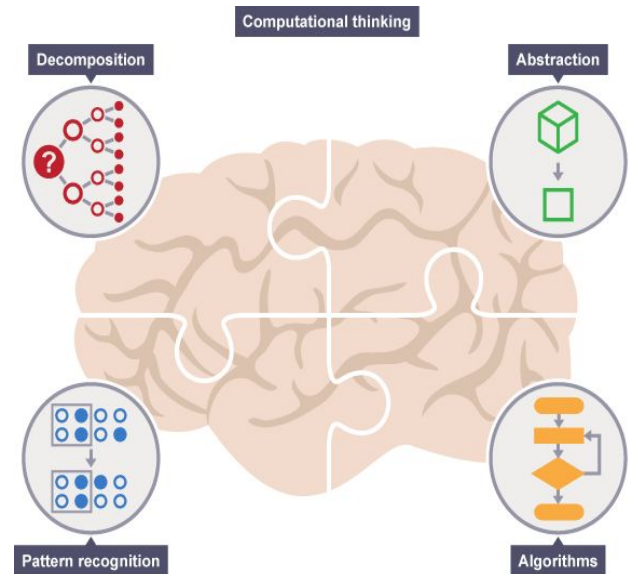 Computational thinking
Decomposition
Abstraction
?
Pattern recognition
Algorithms